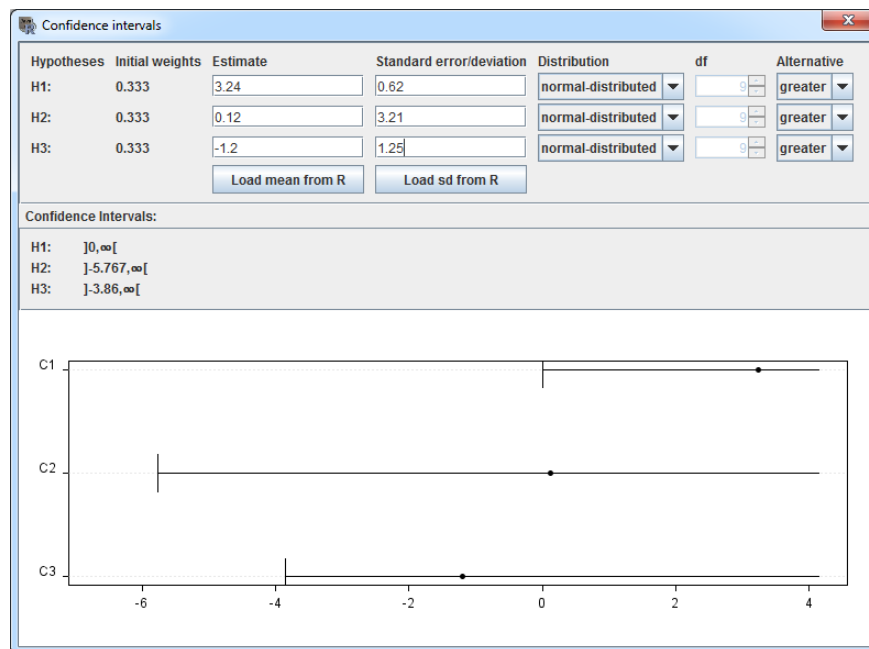 Confidence intervals
Hypotheses Initial weights Estimate Standard error/deviation Distribution df Alternative
H1: 0.333 3.24 0.62 normal-distributed 9 greater
H2: 0.333 0.12 3.21 normal-distributed 9 greater
H3: 0.333 -1.2 1.25 normal-distributed 9 greater
Load mean from R Load sd from R
Confidence Intervals:
H1: ]0,∞[
H2: ]-5.767,∞[
H3: ]-3.86,∞[
C1
C2
C3
-6 -4 -2 0 2 4